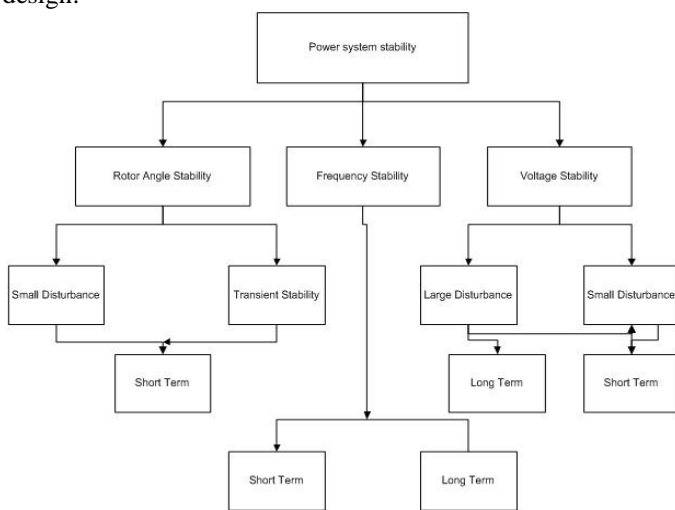 design.
Power system stability
Rotor Angle Stability
Frequency Stability
Voltage Stability
Small Disturbance
Transient Stability
Large Disturbance
Small Disturbance
Short Term
Long Term
Short Term
Short Term
Long Term